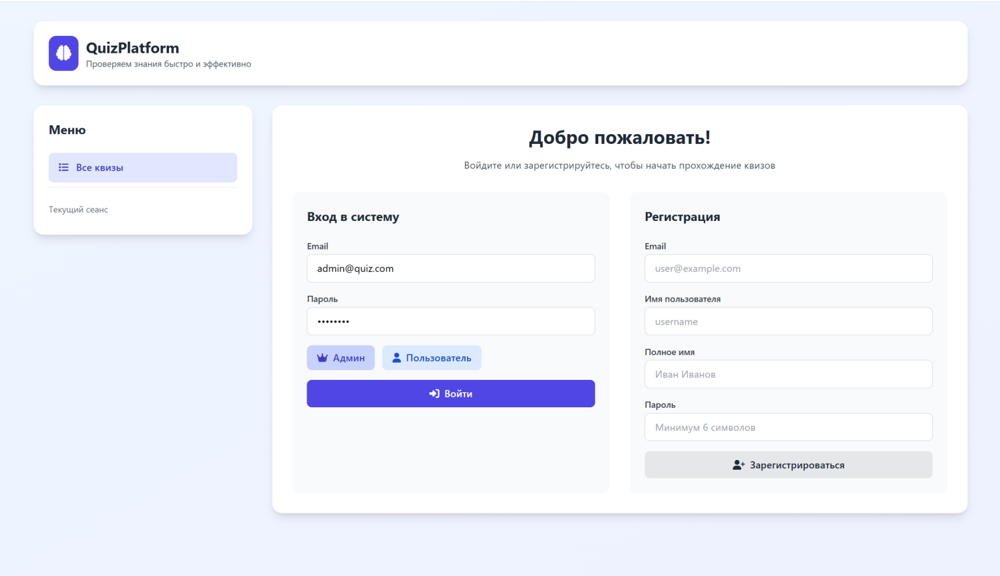 QuizPlatform
Проверяем знания быстро и эффективно
Меню
Все квизы
Текущий сеанс
Добро пожаловать!
Войдите или зарегистрируйтесь, чтобы начать прохождение квизов
Вход в систему
Email
admin@quiz.com
Пароль
••••••••
Админ
Пользователь
Войти
Регистрация
Email
user@example.com
Имя пользователя
username
Полное имя
Иван Иванов
Пароль
Минимум 6 символов
Зарегистрироваться